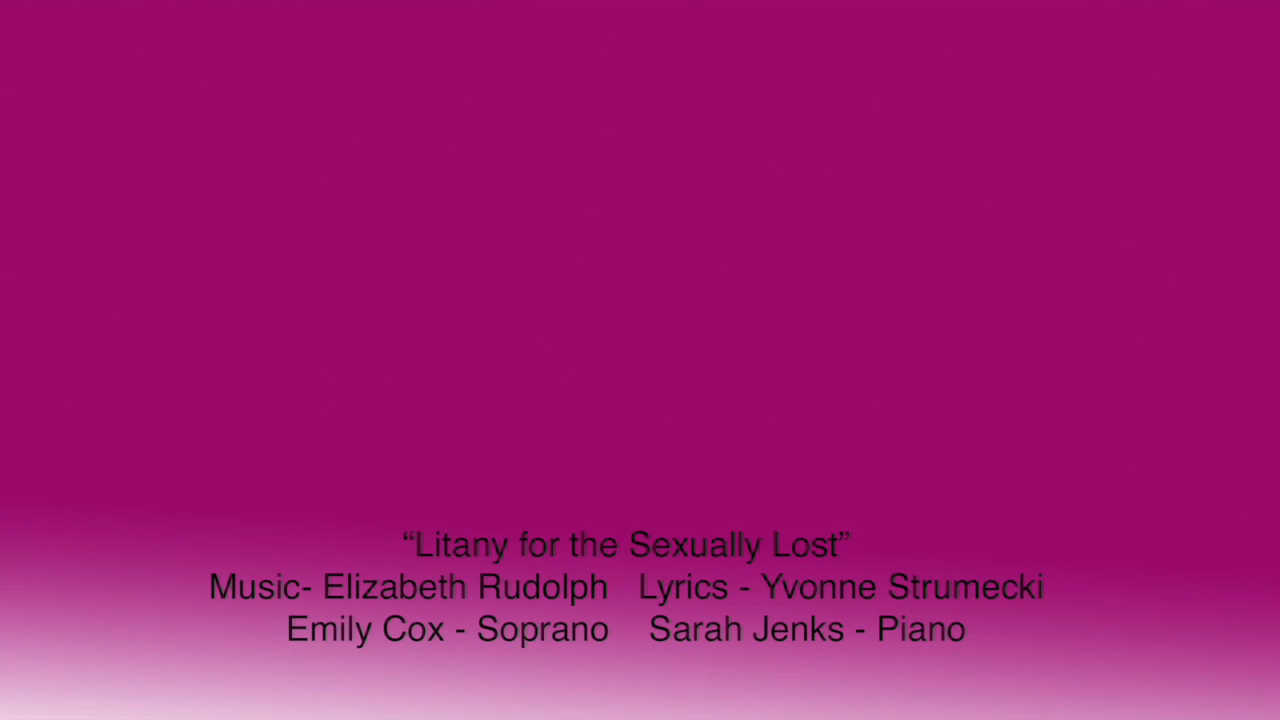 “Litany for the Sexually Lost”
Music- Elizabeth Rudolph   Lyrics - Yvonne Strumecki
Emily Cox - Soprano    Sarah Jenks - Piano